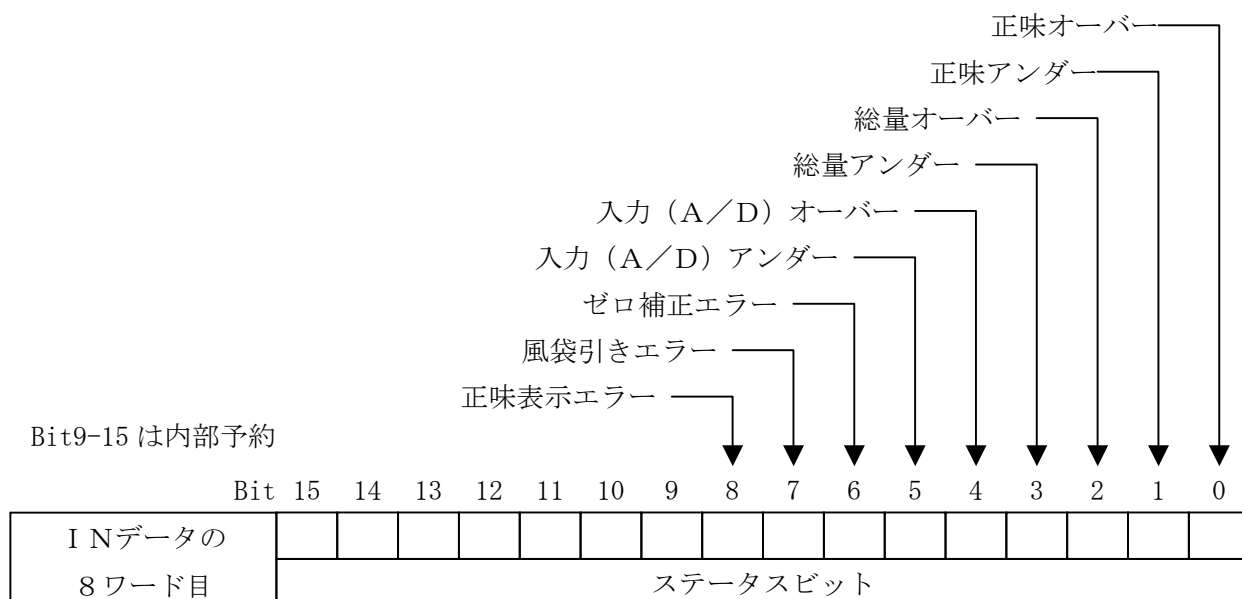 正味オーバー
正味アンダー
総量オーバー
総量アンダー
入力(A/D)オーバー
入力(A/D)アンダー
ゼロ補正エラー
風袋引きエラー
正味表示エラー
Bit9-15は内部予約
Bit 15 14 13 12 11 10 9 8 7 6 5 4 3 2 1 0
INデータの
8ワード目 ステータスビット